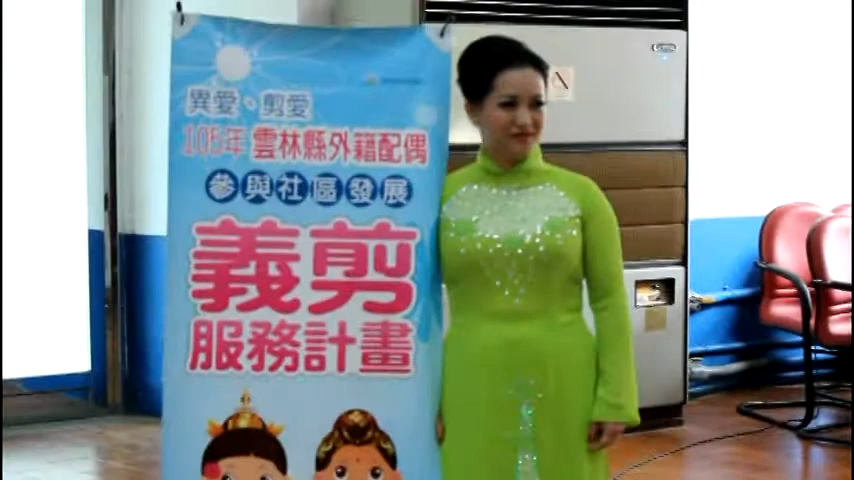 異愛、剪愛
105年 雲林縣外籍配偶
參與社區發展
義剪
服務計畫